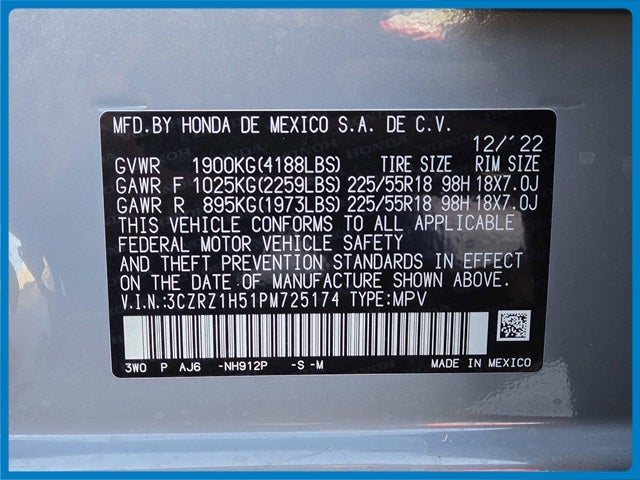 MFD.BY HONDA DE MEXICO S.A. DE C.V.
12/'22
GVWR 1900KG(4188LBS) TIRE SIZE RIM SIZE
GAWR F 1025KG(2259LBS) 225/55R18 98H 18X7.0J
GAWR R 895KG(1973LBS) 225/55R18 98H 18X7.0J
THIS VEHICLE CONFORMS TO ALL APPLICABLE
FEDERAL MOTOR VEHICLE SAFETY
AND THEFT PREVENTION STANDARDS IN EFFECT
ON THE DATE OF MANUFACTURE SHOWN ABOVE.
V.I.N.:3CZRZ1H51PM725174 TYPE:MPV
3W0 P AJ6 -NH912P -S -M MADE IN MEXICO